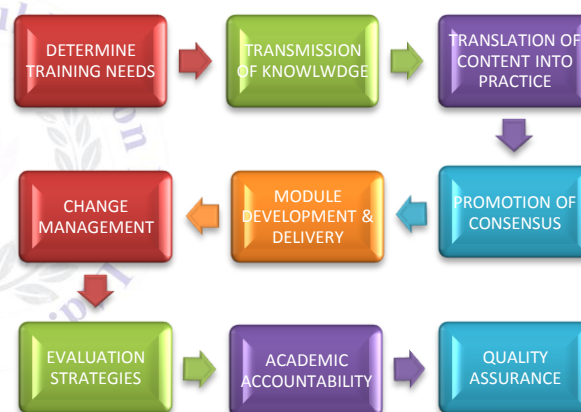 DETERMINE
TRAINING NEEDS
TRANSMISSION
OF KNOWLWDGE
TRANSLATION OF
CONTENT INTO
PRACTICE
PROMOTION OF
CONSENSUS
MODULE
DEVELOPMENT &
DELIVERY
CHANGE
MANAGEMENT
EVALUATION
STRATEGIES
ACADEMIC
ACCOUNTABILITY
QUALITY
ASSURANCE